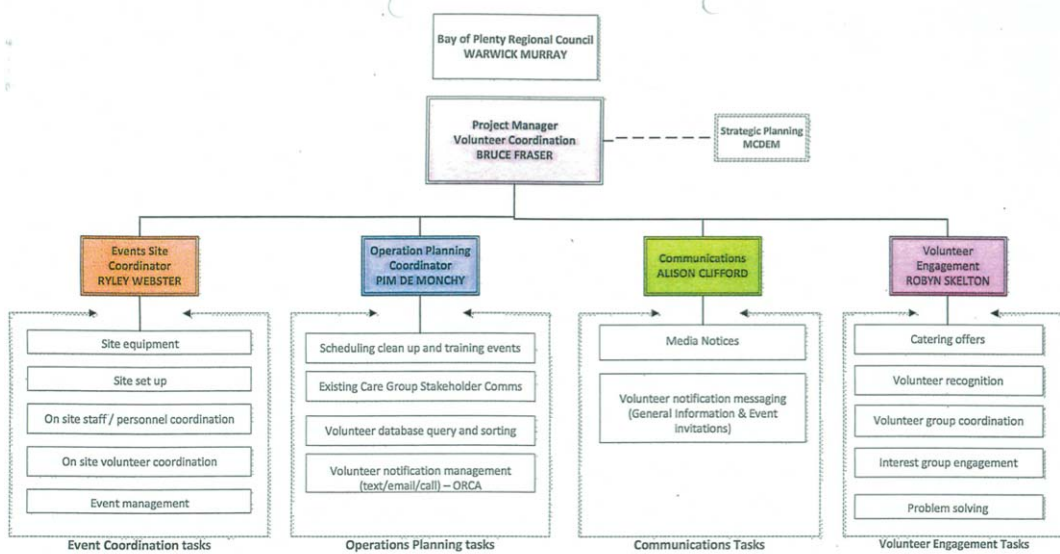 Bay of Plenty Regional Council
WARWICK MURRAY
Project Manager
Volunteer Coordination
BRUCE FRASER
Strategic Planning
MCDEM
Events Site
Coordinator
RYLEY WEBSTER
Operation Planning
Coordinator
PIM DE MONCHY
Communications
ALISON CLIFFORD
Volunteer
Engagement
ROBYN SKELTON
Site equipment
Site set up
On site staff / personnel coordination
On site volunteer coordination
Event management
Event Coordination tasks
Scheduling clean up and training events
Existing Care Group Stakeholder Comms
Volunteer database query and sorting
Volunteer notification management
(text/email/call) – ORCA
Operations Planning tasks
Media Notices
Volunteer notification messaging
(General Information & Event
invitations)
Communications Tasks
Catering offers
Volunteer recognition
Volunteer group coordination
Interest group engagement
Problem solving
Volunteer Engagement Tasks